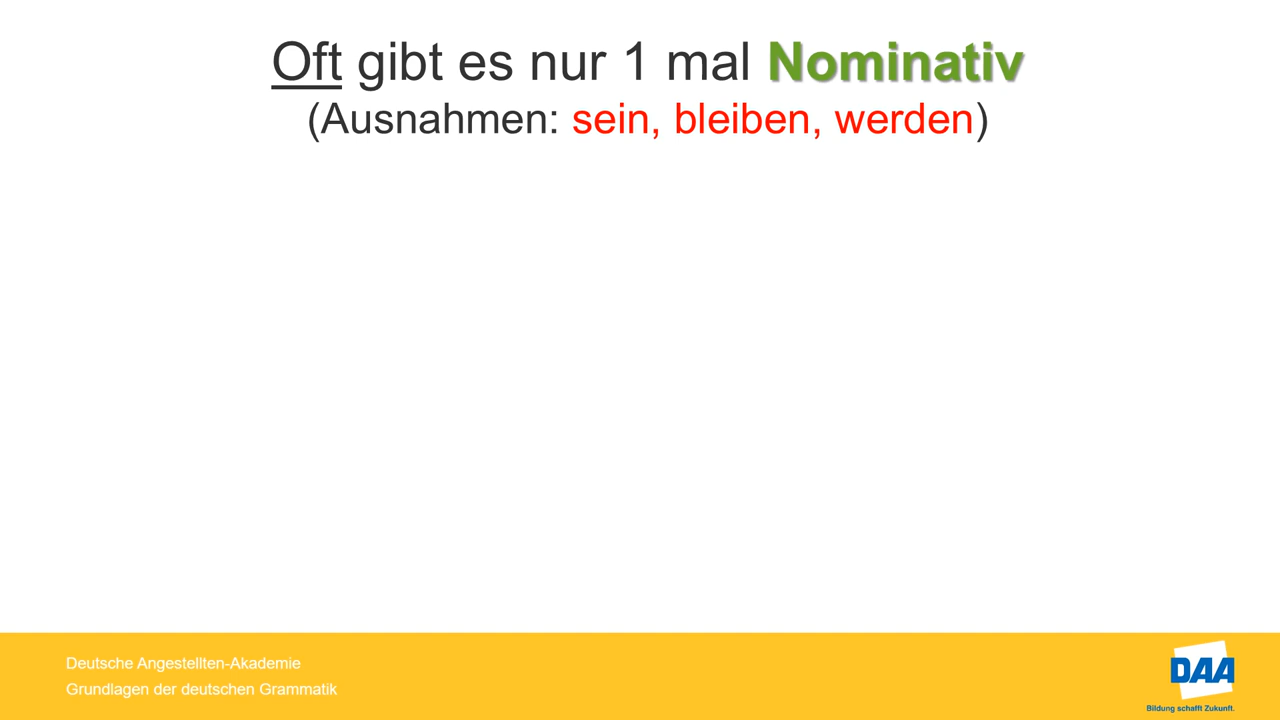 Oft gibt es nur 1 mal Nominativ
(Ausnahmen: sein, bleiben, werden)
Deutsche Angestellten-Akademie
Grundlagen der deutschen Grammatik
DAA
Bildung schafft Zukunft.